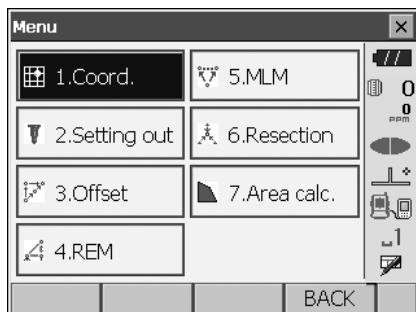 Menu
1.Coord.
5.MLM
2.Setting out
6.Resection
3.Offset
7.Area calc.
4.REM
0
0
PPM
1
BACK